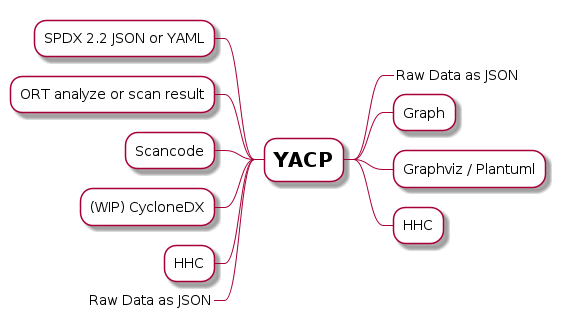 SPDX 2.2 JSON or YAML
ORT analyze or scan result
Scancode
(WIP) CycloneDX
HHC
Raw Data as JSON
YACP
Raw Data as JSON
Graph
Graphviz / Plantuml
HHC